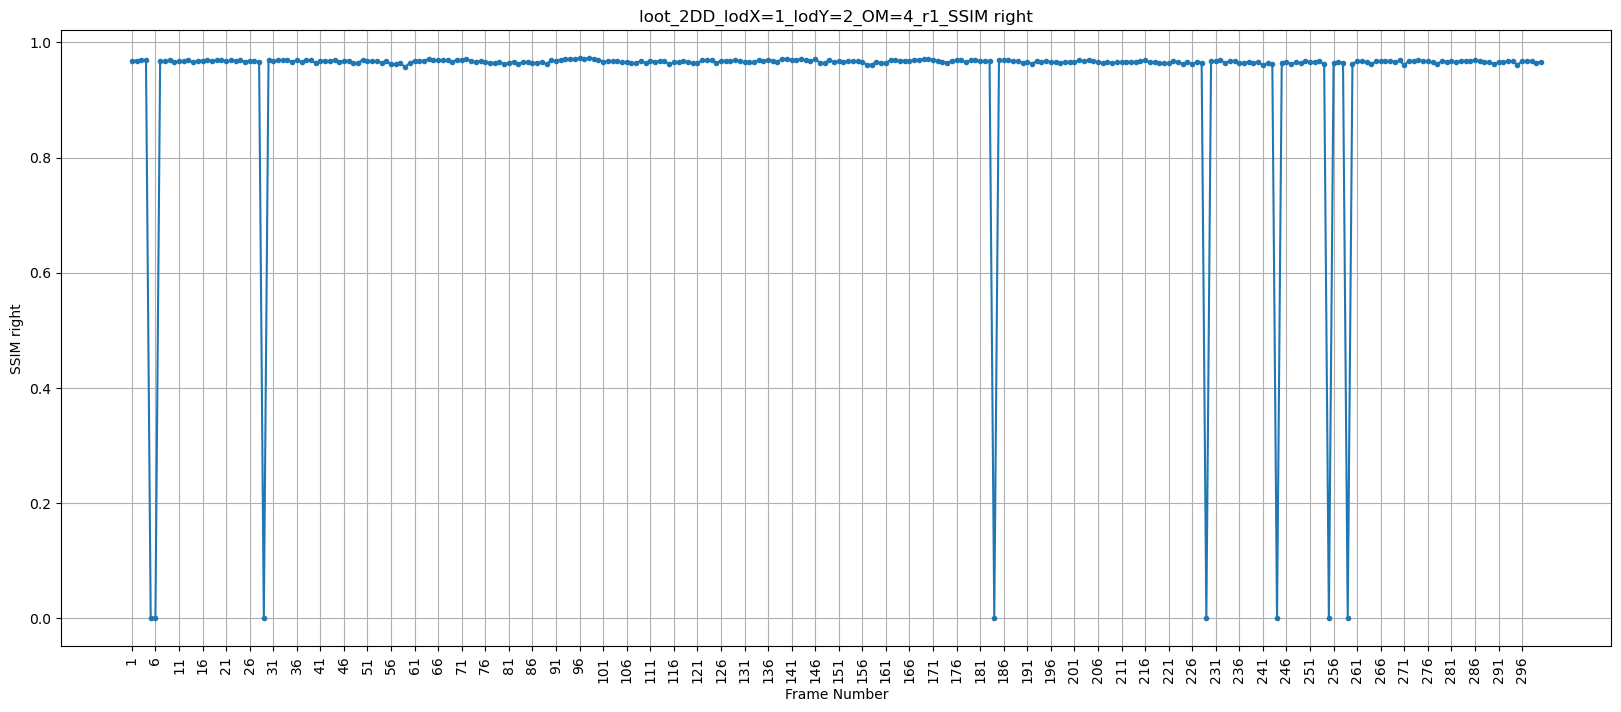 loot_2DD_lodX=1_lodY=2_OM=4_r1_SSIM right
1.0
0.8
0.6
0.4
0.2
0.0
SSIM right
1 6 11 16 21 26 31 36 41 46 51 56 61 66 71 76 81 86 91 96 101 106 111 116 121 126 131 136 141 146 151 156 161 166 171 176 181 186 191 196 201 206 211 216 221 226 231 236 241 246 251 256 261 266 271 276 281 286 291 296
Frame Number